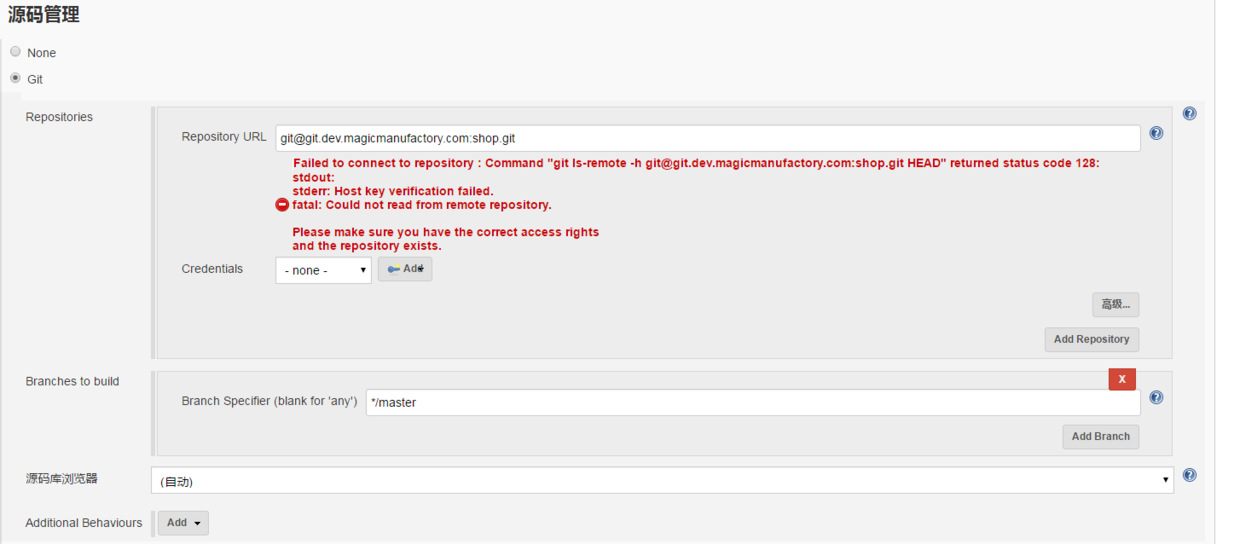 源码管理
None
Git
Repositories
Repository URL git@git.dev.magicmanufactory.com:shop.git
Failed to connect to repository : Command "git ls-remote -h git@git.dev.magicmanufactory.com:shop.git HEAD" returned status code 128:
stdout:
stderr: Host key verification failed.
fatal: Could not read from remote repository.
Please make sure you have the correct access rights
and the repository exists.
Credentials - none - Add
高级...
Add Repository
Branches to build
X
Branch Specifier (blank for 'any') */master
Add Branch
源码库浏览器 (自动)
Additional Behaviours Add